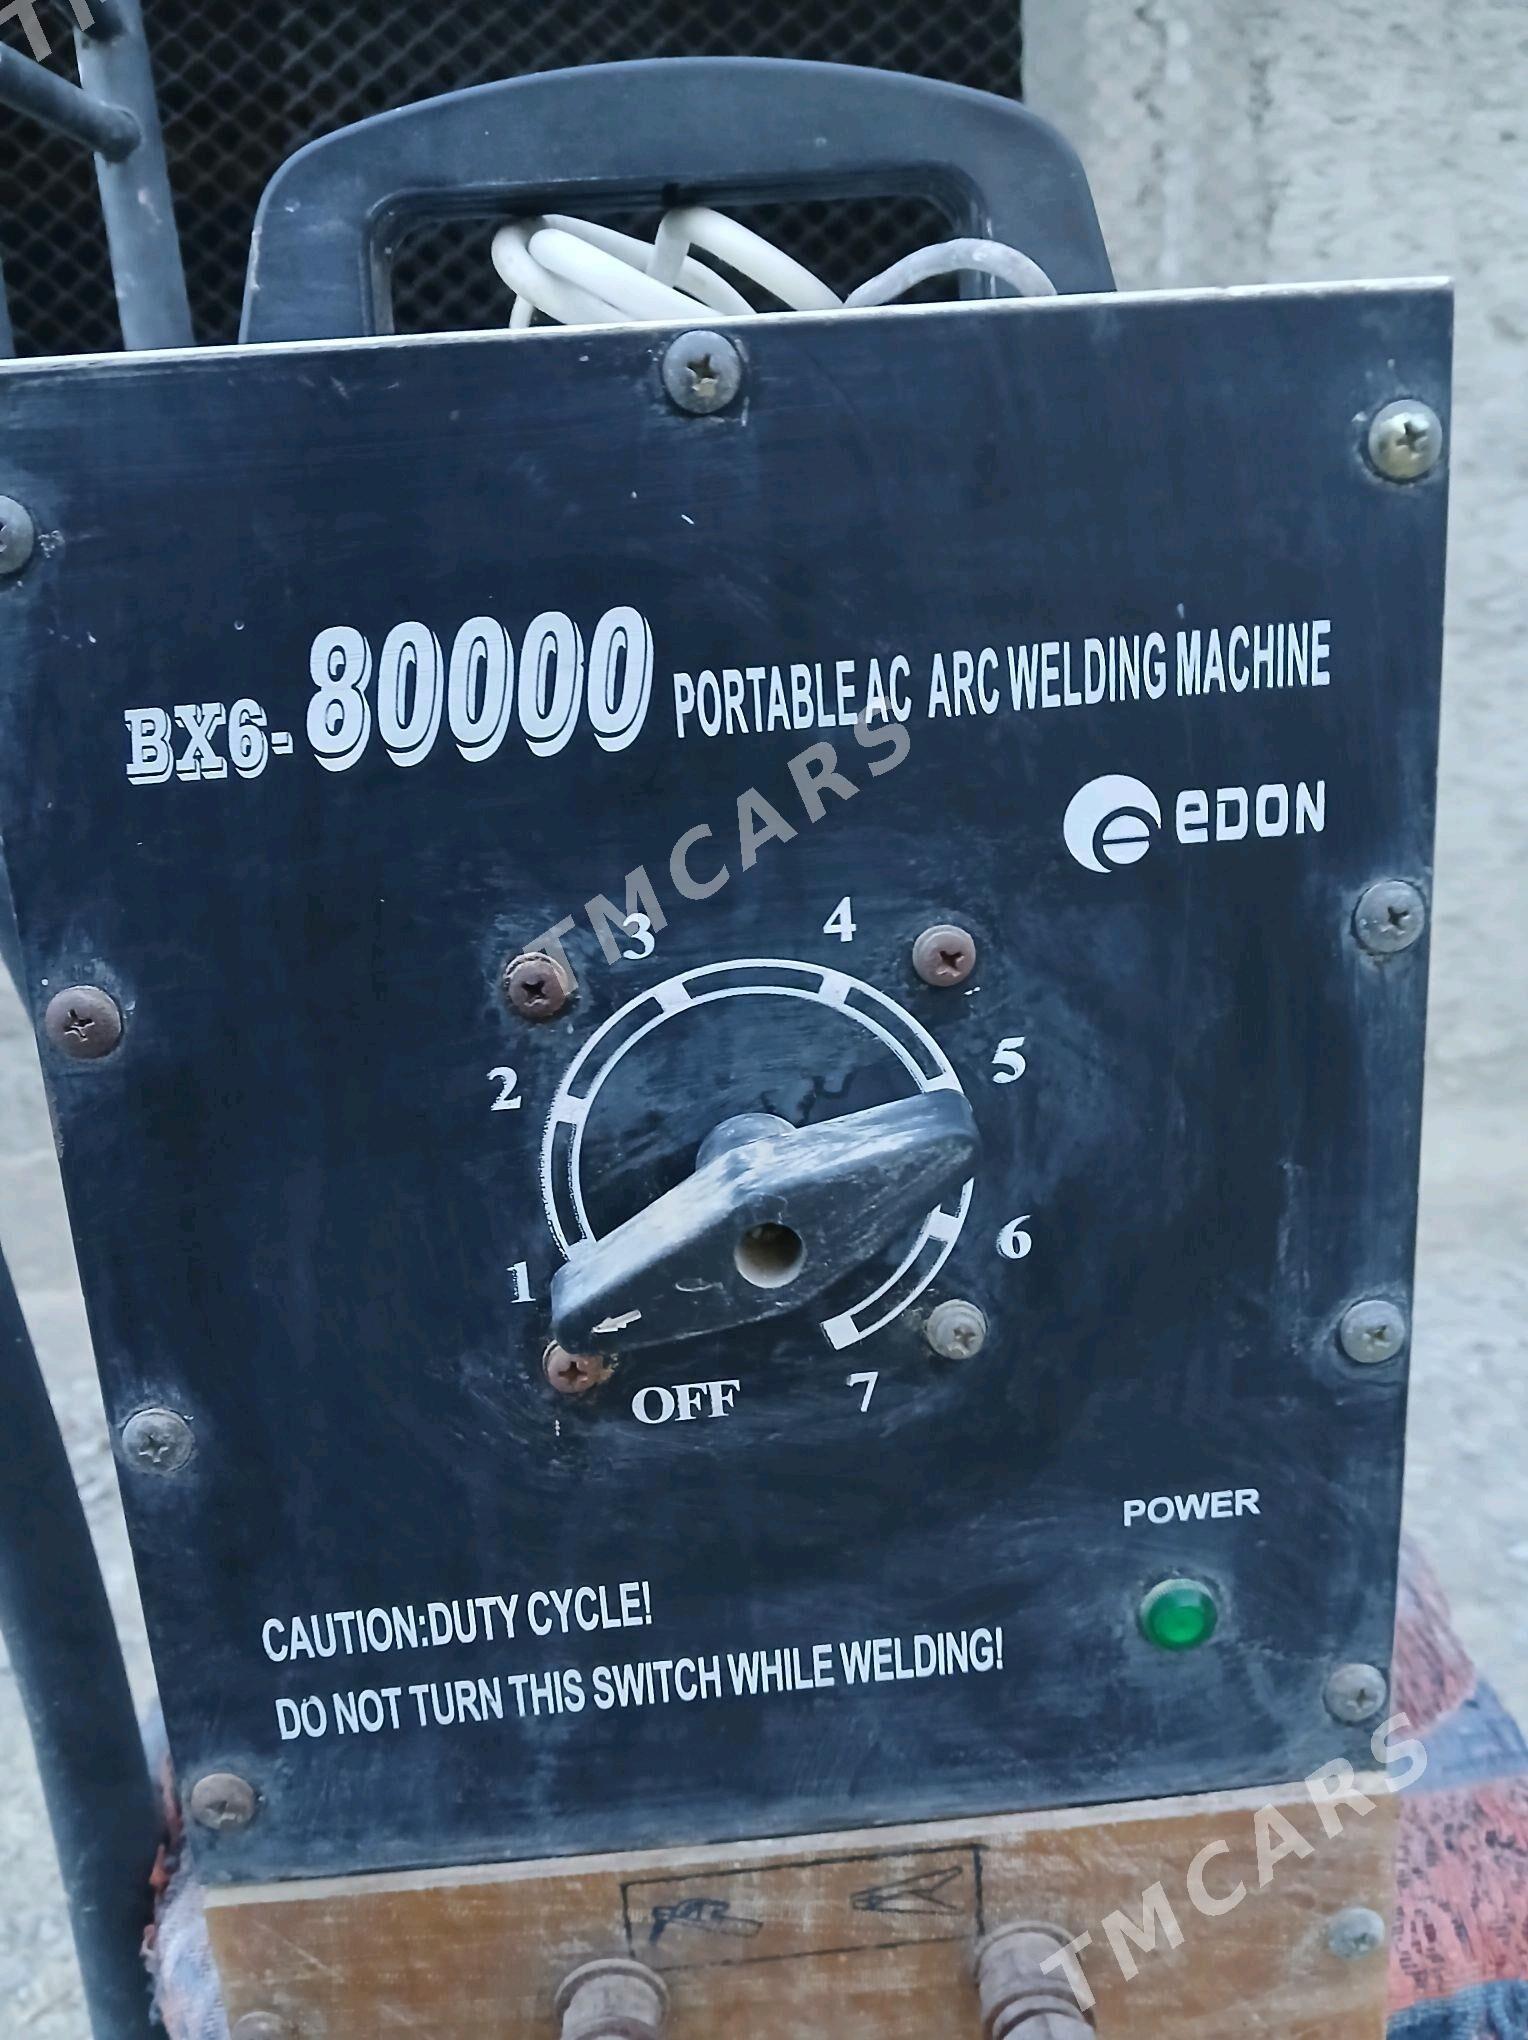 BX6-80000 PORTABLE AC ARC WELDING MACHINE
eDON
TMCARS
3 4
2 5
1 6
OFF 7
POWER
CAUTION:DUTY CYCLE!
DO NOT TURN THIS SWITCH WHILE WELDING!
TMCARS